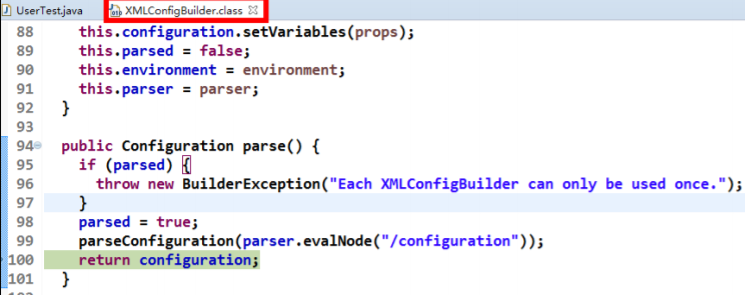 UserTest.java XMLConfigBuilder.class
88 this.configuration.setVariables(props);
89 this.parsed = false;
90 this.environment = environment;
91 this.parser = parser;
92 }
93
94 public Configuration parse() {
95 if (parsed) {
96 throw new BuilderException("Each XMLConfigBuilder can only be used once.");
97 }
98 parsed = true;
99 parseConfiguration(parser.evalNode("/configuration"));
100 return configuration;
101 }